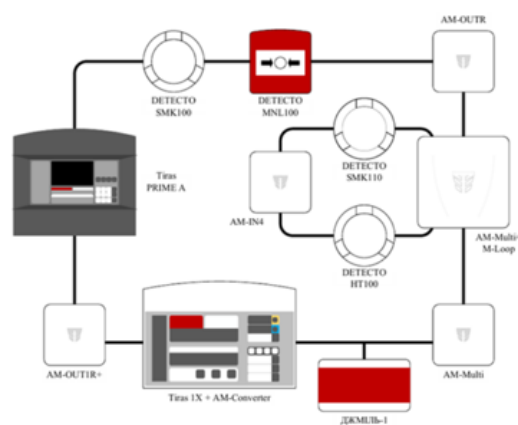 AM-OUTR
DETECTO
SMK100
DETECTO
MNL100
DETECTO
SMK110
Tiras
PRIME A
AM-IN4
AM-Multi+
M-Loop
DETECTO
HT100
AM-OUT1R+
Tiras 1X + AM-Converter
AM-Multi
ДЖМІЛЬ-1